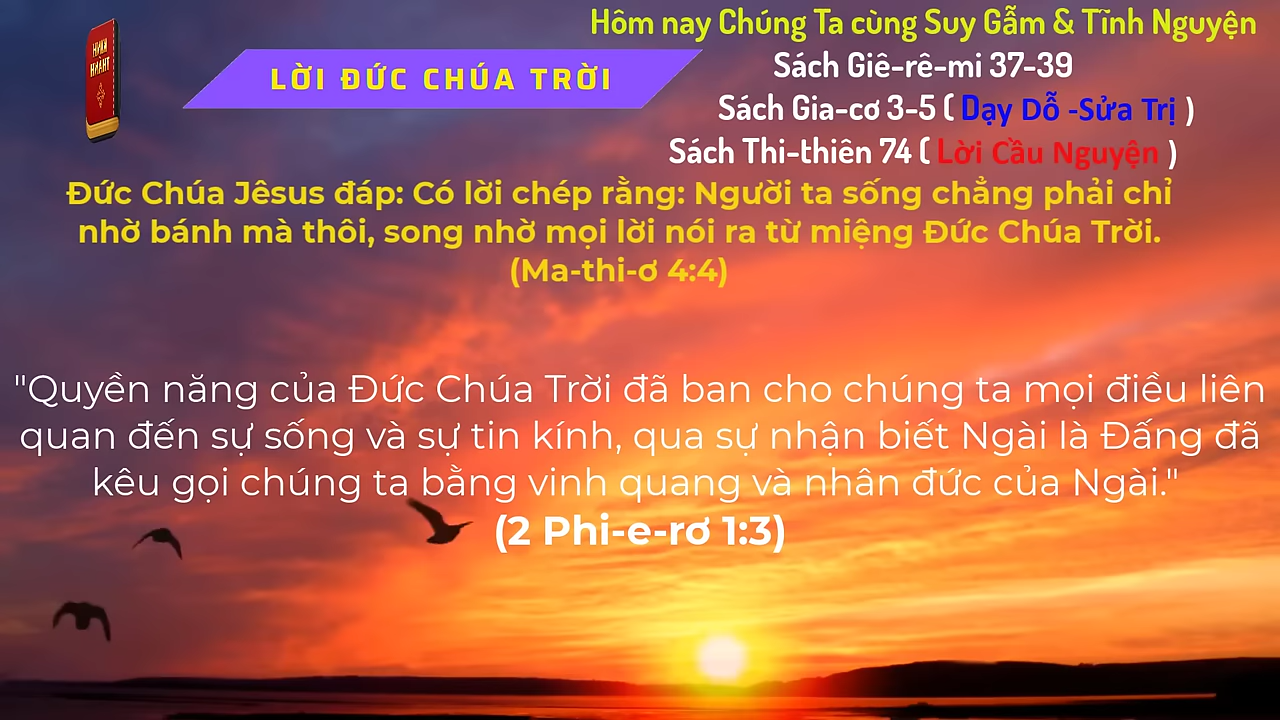 Hôm nay Chúng Ta cùng Suy Gẫm & Tĩnh Nguyện
LỜI ĐỨC CHÚA TRỜI
Sách Giê-rê-mi 37-39
Sách Gia-cơ 3-5 ( Dạy Dỗ -Sửa Trị )
Sách Thi-thiên 74 ( Lời Cầu Nguyện )
Đức Chúa Jêsus đáp: Có lời chép rằng: Người ta sống chẳng phải chỉ
nhờ bánh mà thôi, song nhờ mọi lời nói ra từ miệng Đức Chúa Trời.
(Ma-thi-ơ 4:4)
"Quyền năng của Đức Chúa Trời đã ban cho chúng ta mọi điều liên
quan đến sự sống và sự tin kính, qua sự nhận biết Ngài là Đấng đã
kêu gọi chúng ta bằng vinh quang và nhân đức của Ngài."
(2 Phi-e-rơ 1:3)